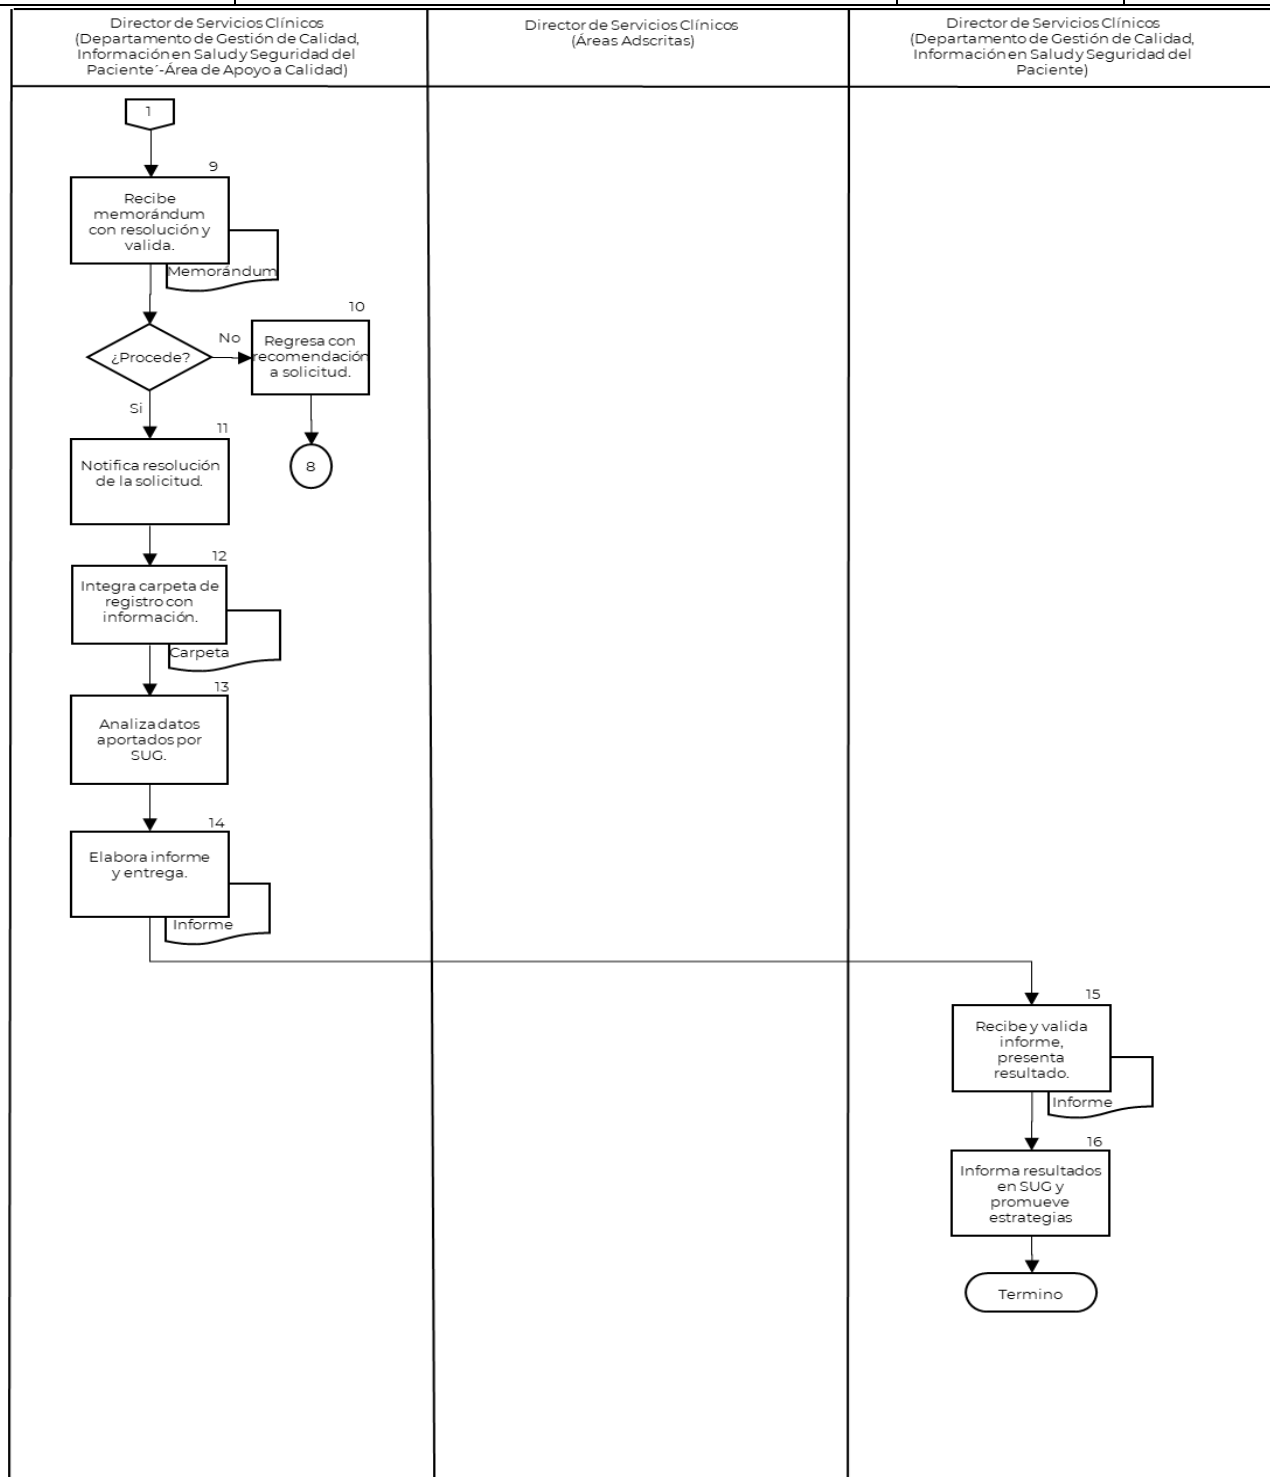 Director de Servicios Clínicos
(Departamento de Gestión de Calidad,
Información en Salud y Seguridad del
Paciente´-Área de Apoyo a Calidad)
Director de Servicios Clínicos
(Áreas Adscritas)
Director de Servicios Clínicos
(Departamento de Gestión de Calidad,
Información en Salud y Seguridad del
Paciente)
1
9
Recibe
memorándum
con resolución y
valida.
Memorándum
¿Procede?
No
10
Regresa con
recomendación
a solicitud.
8
Si
11
Notifica resolución
de la solicitud.
12
Integra carpeta de
registro con
información.
Carpeta
13
Analiza datos
aportados por
SUG.
14
Elabora informe
y entrega.
Informe
15
Recibe y valida
informe,
presenta
resultado.
Informe
16
Informa resultados
en SUG y
promueve
estrategias
Termino